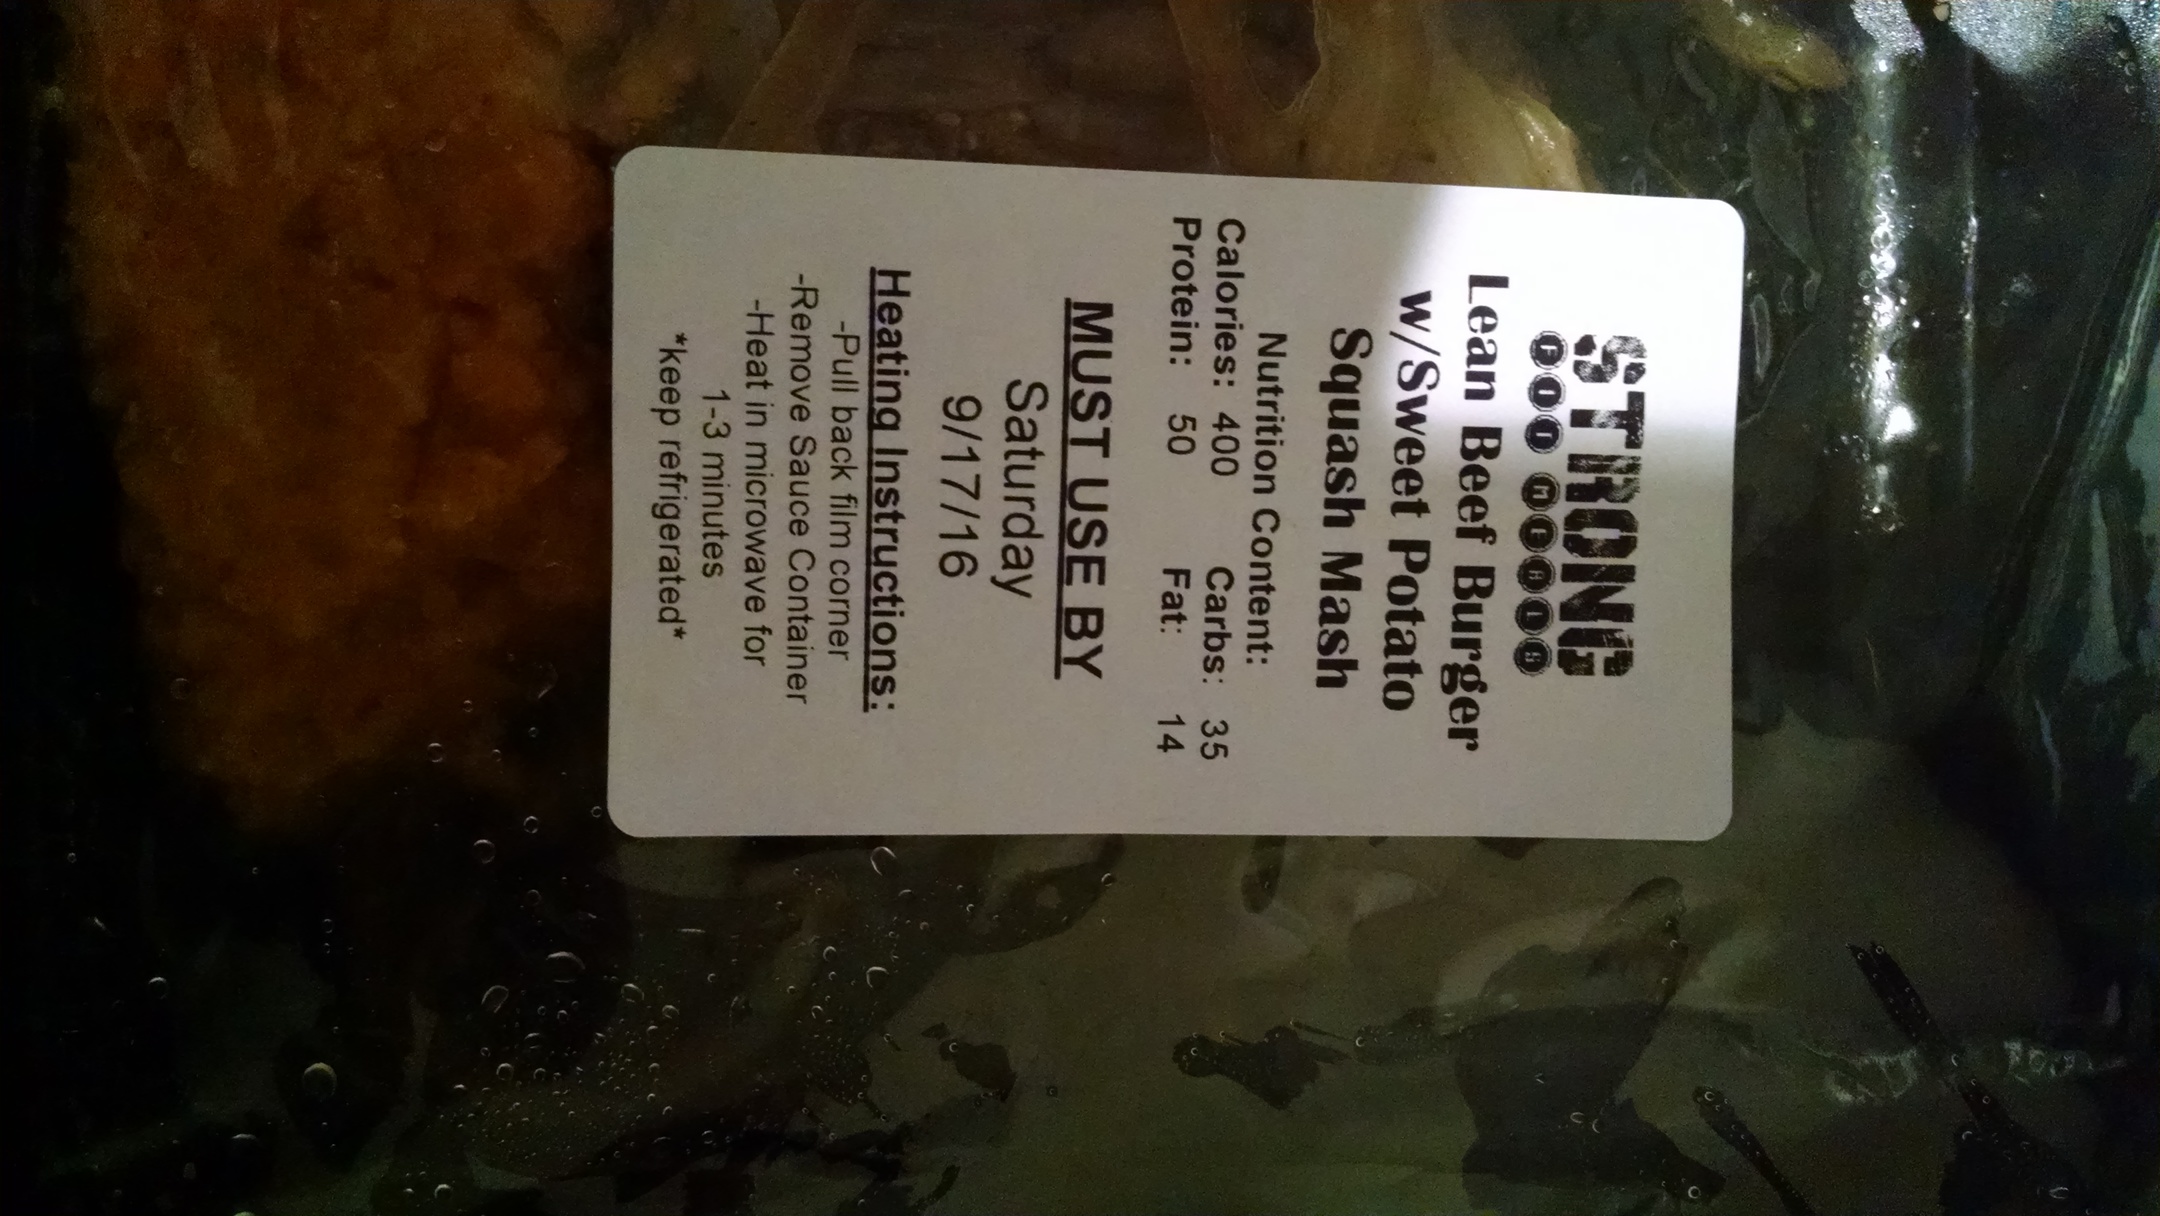 STRONG
FIT MEALS
Lean Beef Burger
w/Sweet Potato
Squash Mash
Nutrition Content:
Calories: 400 Carbs: 35
Protein: 50 Fat: 14
MUST USE BY
Saturday
9/17/16
Heating Instructions:
-Pull back film corner
-Remove Sauce Container
-Heat in microwave for
1-3 minutes
*keep refrigerated*